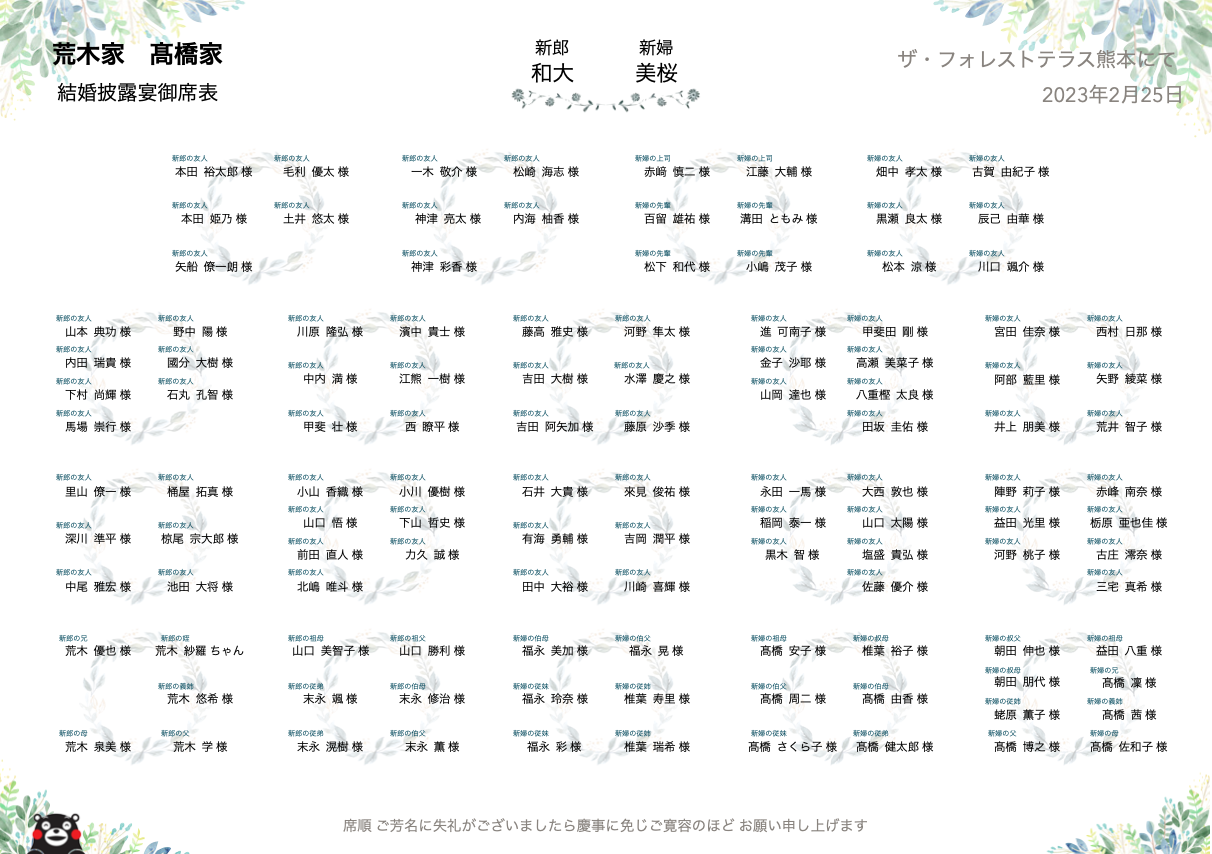 荒木家　髙橋家
結婚披露宴御席表
新郎 新婦
和大 美桜
ザ・フォレストテラス熊本にて
2023年2月25日
新郎の友人 新郎の友人 新郎の友人 新郎の友人 新婦の上司 新婦の上司 新婦の友人 新婦の友人
本田 裕太郎 様 毛利 優太 様 一木 敬介 様 松崎 海志 様 赤﨑 慎二 様 江藤 大輔 様 畑中 孝太 様 古賀 由紀子 様
新郎の友人 新郎の友人 新郎の友人 新郎の友人 新婦の先輩 新婦の先輩 新婦の友人 新婦の友人
本田 姫乃 様 土井 悠太 様 神津 亮太 様 内海 柚香 様 百留 雄祐 様 溝田 ともみ 様 黒瀬 良太 様 辰己 由華 様
新郎の友人 新郎の友人 新婦の先輩 新婦の先輩 新婦の友人 新婦の友人
矢船 僚一朗 様 神津 彩香 様 松下 和代 様 小嶋 茂子 様 松本 涼 様 川口 颯介 様
新郎の友人 新郎の友人 新郎の友人 新郎の友人 新郎の友人 新郎の友人 新婦の友人 新婦の友人 新婦の友人 新婦の友人
山本 典功 様 野中 陽 様 川原 隆弘 様 濱中 貴士 様 藤高 雅史 様 河野 隼太 様 進 可南子 様 甲斐田 剛 様 宮田 佳奈 様 西村 日那 様
新郎の友人 新郎の友人 新婦の友人 新婦の友人
内田 瑞貴 様 國分 大樹 様 金子 沙耶 様 高瀬 美菜子 様
新郎の友人 新郎の友人 新郎の友人 新郎の友人 新婦の友人 新婦の友人
中内 満 様 江熊 一樹 様 吉田 大樹 様 水澤 慶之 様 阿部 藍里 様 矢野 綾菜 様
新郎の友人 新郎の友人 新婦の友人 新婦の友人
下村 尚輝 様 石丸 孔智 様 山岡 達也 様 八重樫 太良 様
新郎の友人 新郎の友人 新郎の友人 新郎の友人 新郎の友人 新婦の友人 新婦の友人 新婦の友人
馬場 崇行 様 甲斐 壮 様 西 瞭平 様 吉田 阿矢加 様 藤原 沙季 様 田坂 圭佑 様 井上 朋美 様 荒井 智子 様
新郎の友人 新郎の友人 新郎の友人 新郎の友人 新郎の友人 新郎の友人 新婦の友人 新婦の友人 新婦の友人 新婦の友人
里山 僚一 様 桶屋 拓真 様 小山 香織 様 小川 優樹 様 石井 大貴 様 來見 俊祐 様 永田 一馬 様 大西 敦也 様 陣野 莉子 様 赤峰 南奈 様
新郎の友人 新郎の友人 新婦の友人 新婦の友人 新婦の友人 新婦の友人
山口 悟 様 下山 哲史 様 稲岡 泰一 様 山口 太陽 様 益田 光里 様 栃原 亜也佳 様
新郎の友人 新郎の友人 新郎の友人 新郎の友人
深川 準平 様 椋尾 宗大郎 様 有海 勇輔 様 吉岡 潤平 様
新郎の友人 新郎の友人 新婦の友人 新婦の友人 新婦の友人 新婦の友人
前田 直人 様 力久 誠 様 黒木 智 様 塩盛 貴弘 様 河野 桃子 様 古庄 澪奈 様
新郎の友人 新郎の友人 新郎の友人 新郎の友人 新郎の友人 新婦の友人 新婦の友人
中尾 雅宏 様 池田 大将 様 北嶋 唯斗 様 田中 大裕 様 川崎 喜輝 様 佐藤 優介 様 三宅 真希 様
新郎の兄 新郎の姪 新郎の祖母 新郎の祖父 新婦の伯母 新婦の伯父 新婦の祖母 新婦の叔母 新婦の叔父 新婦の祖母
荒木 優也 様 荒木 紗羅 ちゃん 山口 美智子 様 山口 勝利 様 福永 美加 様 福永 晃 様 髙橋 安子 様 椎葉 裕子 様 朝田 伸也 様 益田 八重 様
新婦の叔母 新婦の兄
朝田 朋代 様 髙橋 凜 様
新郎の義姉 新郎の従弟 新郎の伯母 新婦の従妹 新婦の従姉 新婦の伯父 新婦の伯母
荒木 悠希 様 末永 颯 様 末永 修治 様 福永 玲奈 様 椎葉 寿里 様 髙橋 周二 様 髙橋 由香 様
新婦の従姉 新婦の義姉
蛯原 薫子 様 髙橋 茜 様
新郎の母 新郎の父 新郎の従弟 新郎の伯父 新婦の従妹 新婦の従姉 新婦の従妹 新婦の従弟 新婦の父 新婦の母
荒木 泉美 様 荒木 学 様 末永 滉樹 様 末永 薫 様 福永 彩 様 椎葉 瑞希 様 髙橋 さくら子 様 髙橋 健太郎 様 髙橋 博之 様 髙橋 佐和子 様
席順 ご芳名に失礼がございましたら慶事に免じご寛容のほど お願い申し上げます